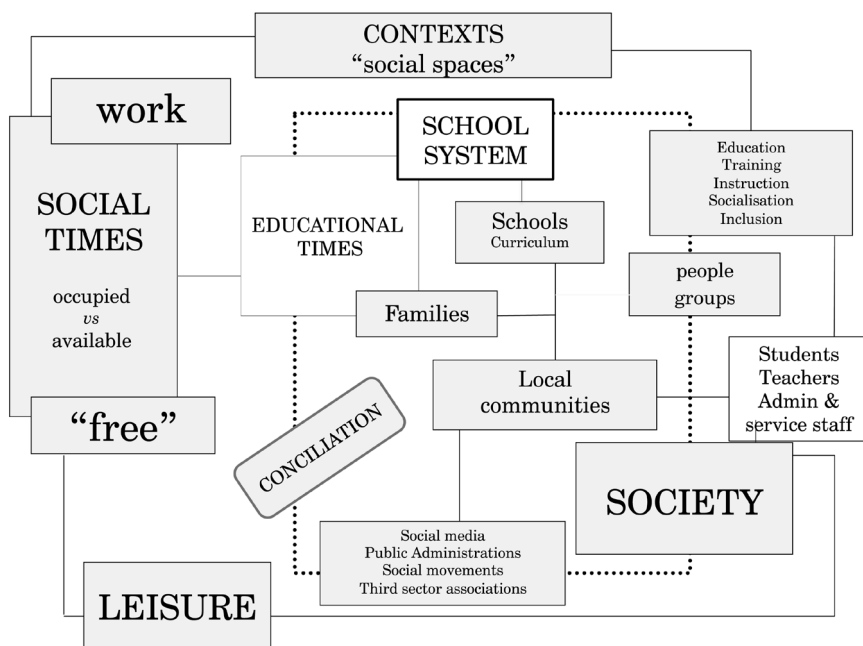 CONTEXTS
“social spaces”
work
SCHOOL
SYSTEM
Education
Training
Instruction
Socialisation
Inclusion
SOCIAL
TIMES
occupied
vs
available
EDUCATIONAL
TIMES
Schools
Curriculum
people
groups
Families
Students
Teachers
Admin &
service staff
Local
communities
“free”
CONCILIATION
SOCIETY
Social media
Public Administrations
Social movements
Third sector associations
LEISURE